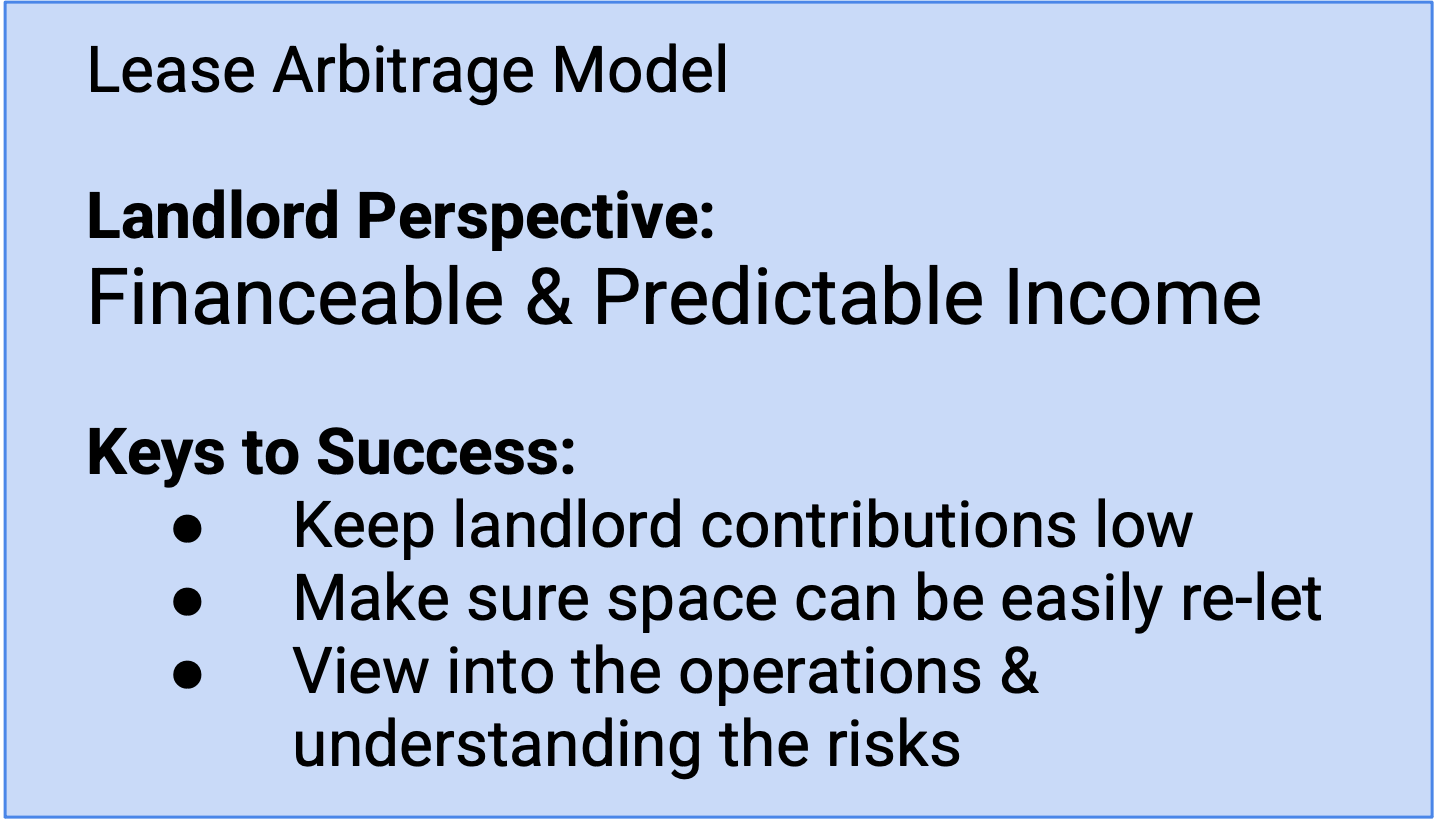 Lease Arbitrage Model
Landlord Perspective:
Financeable & Predictable Income
Keys to Success:
● Keep landlord contributions low
● Make sure space can be easily re-let
● View into the operations &
understanding the risks